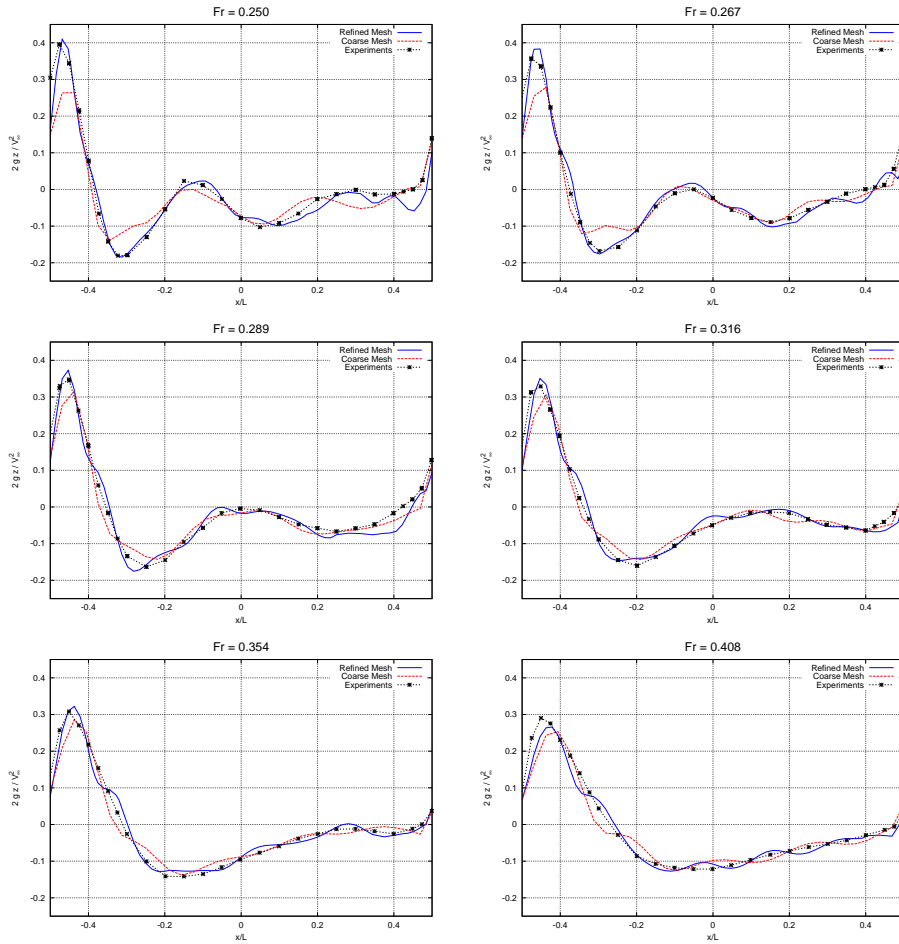 Fr = 0.250
Refined Mesh
Coarse Mesh
Experiments
0.4
0.3
0.2
0.1
0
-0.1
-0.2
2 g z / V²∞
-0.4
-0.2
0
0.2
0.4
x/L
Fr = 0.267
Refined Mesh
Coarse Mesh
Experiments
0.4
0.3
0.2
0.1
0
-0.1
-0.2
2 g z / V²∞
-0.4
-0.2
0
0.2
0.4
x/L
Fr = 0.289
Refined Mesh
Coarse Mesh
Experiments
0.4
0.3
0.2
0.1
0
-0.1
-0.2
2 g z / V²∞
-0.4
-0.2
0
0.2
0.4
x/L
Fr = 0.316
Refined Mesh
Coarse Mesh
Experiments
0.4
0.3
0.2
0.1
0
-0.1
-0.2
2 g z / V²∞
-0.4
-0.2
0
0.2
0.4
x/L
Fr = 0.354
Refined Mesh
Coarse Mesh
Experiments
0.4
0.3
0.2
0.1
0
-0.1
-0.2
2 g z / V²∞
-0.4
-0.2
0
0.2
0.4
x/L
Fr = 0.408
Refined Mesh
Coarse Mesh
Experiments
0.4
0.3
0.2
0.1
0
-0.1
-0.2
2 g z / V²∞
-0.4
-0.2
0
0.2
0.4
x/L